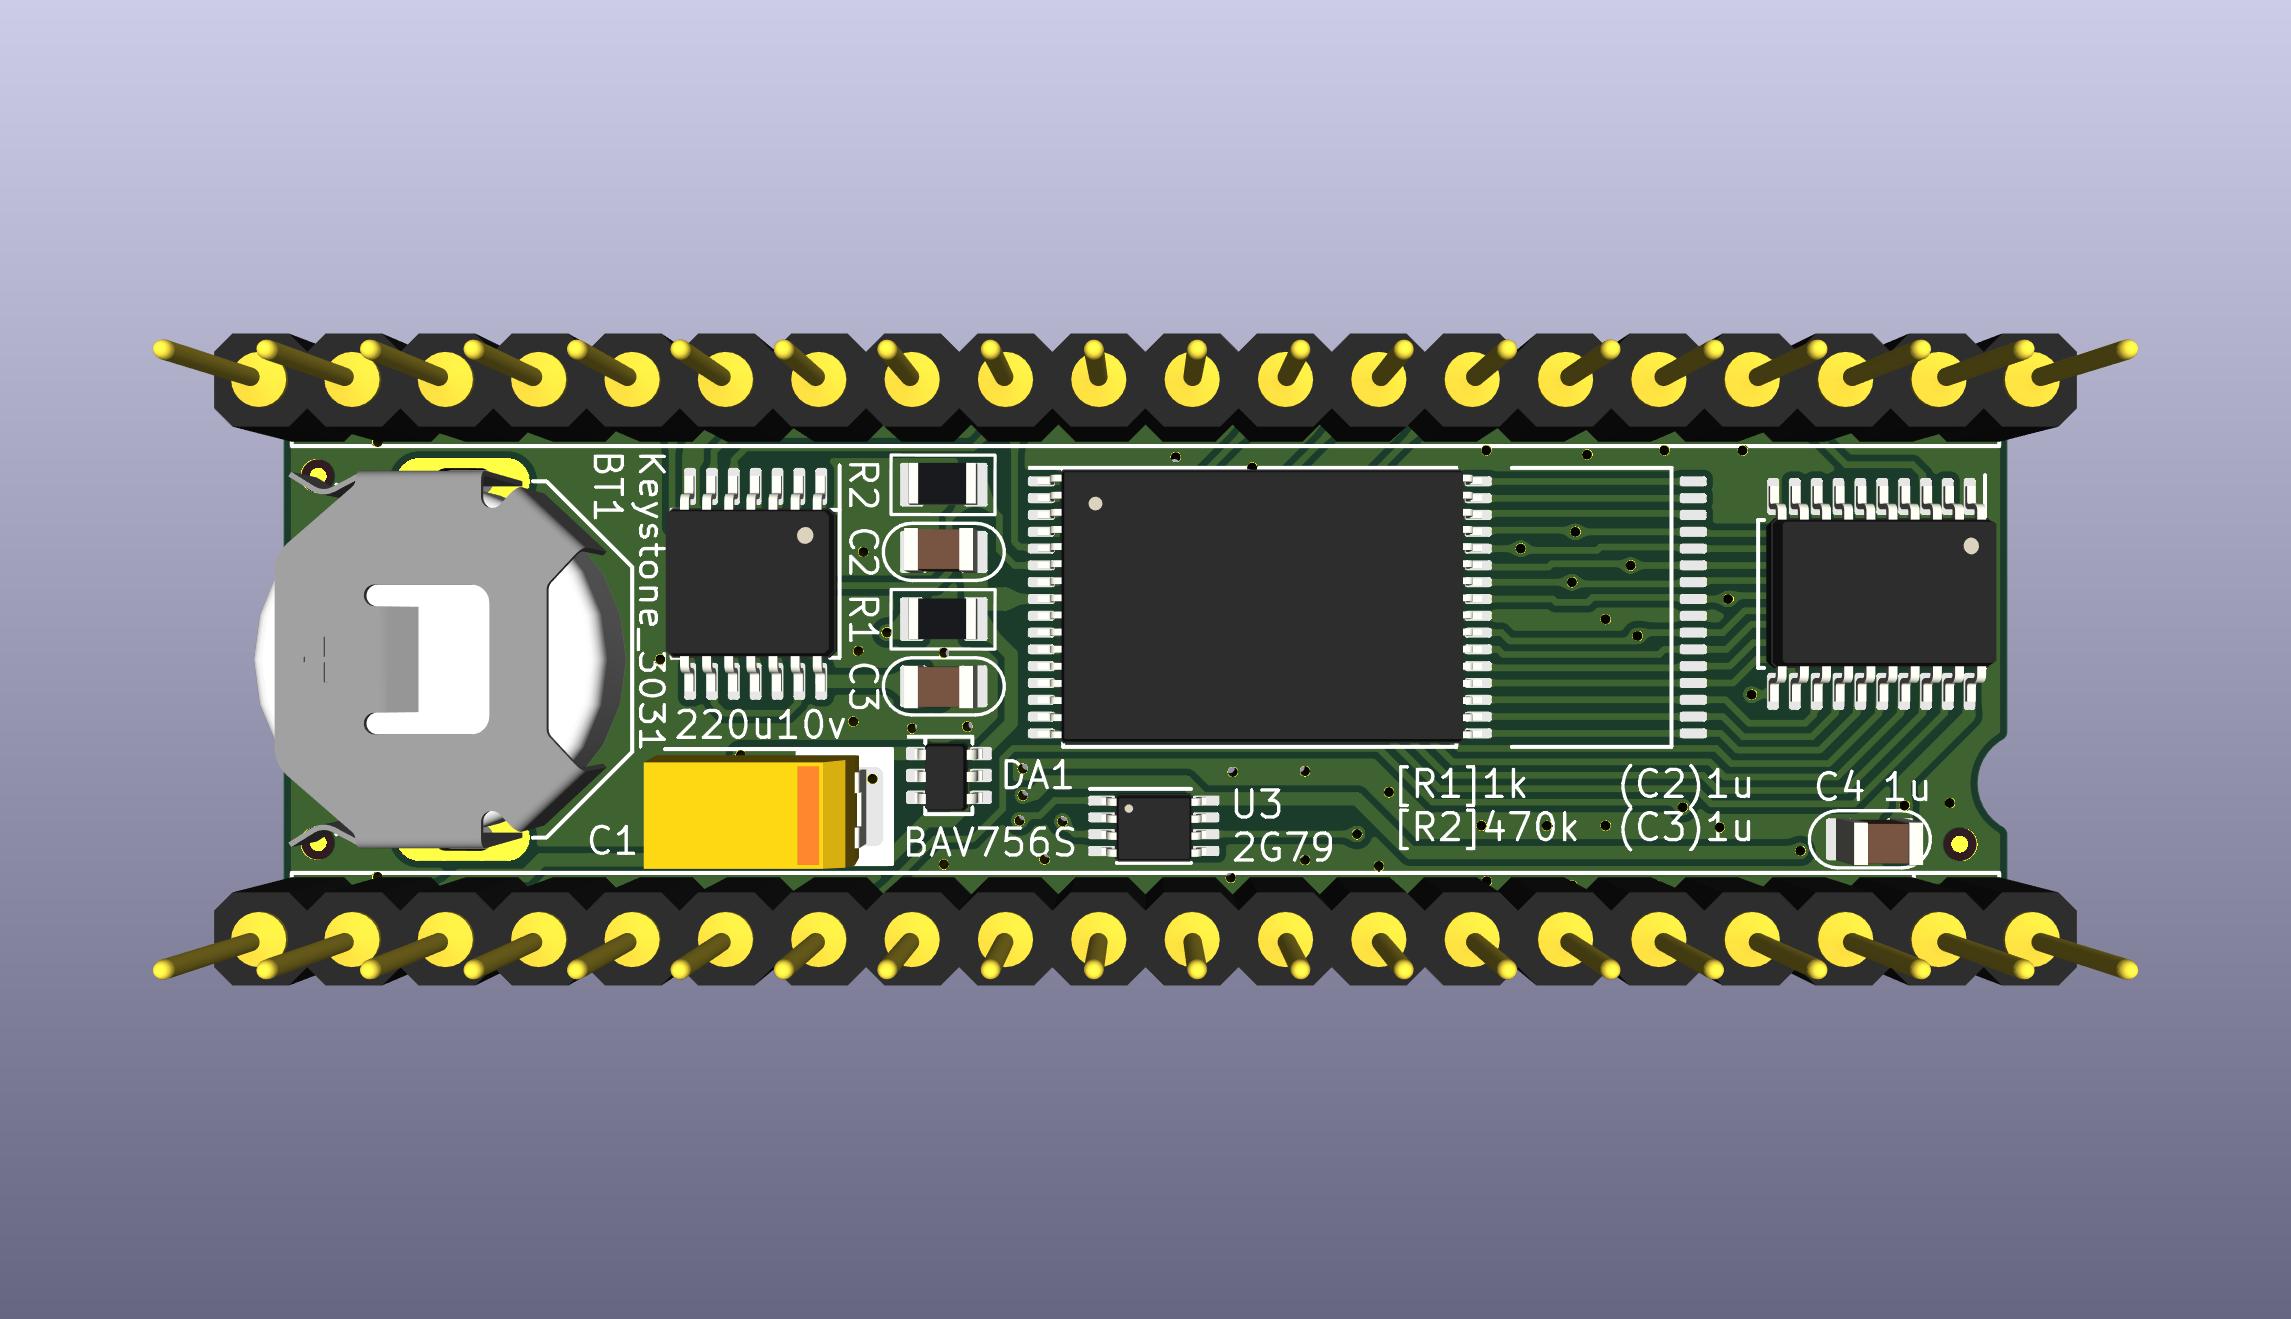 BT1
Keystone_3031
R2
C2
R1
C3
220u10v
C1
DA1
BAV756S
U3
2G79
[R1]1k (C2)1u
[R2]470k (C3)1u
C4 1u